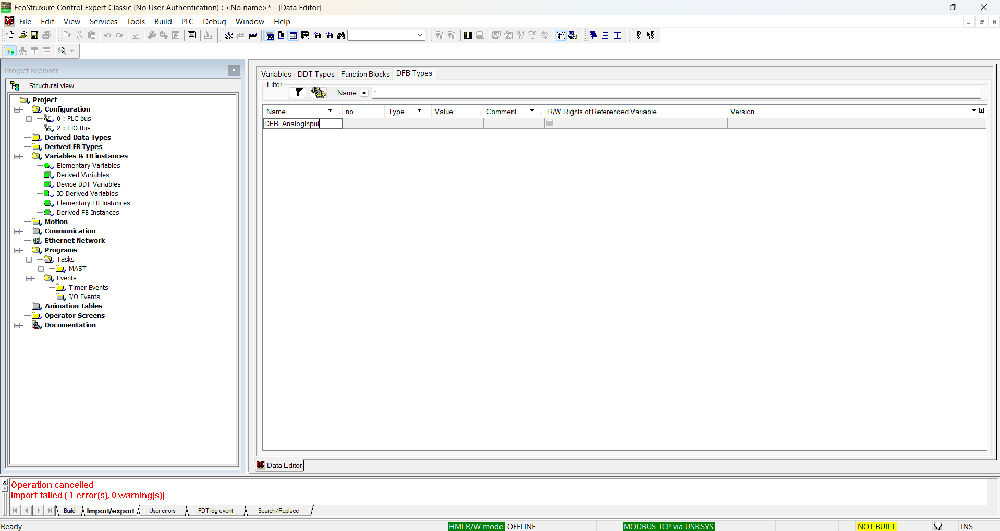 EcoStruxure Control Expert Classic {No User Authentication} : <No name>* - [Data Editor]
File Edit View Services Tools Build PLC Debug Window Help
RUN STOP
Project Browser
Structural view
Project
Configuration
0 : PLC bus
2 : EIO Bus
Derived Data Types
Derived FB Types
Variables & FB instances
Elementary Variables
Derived Variables
Device DDT Variables
IO Derived Variables
Elementary FB Instances
Derived FB Instances
Motion
Communication
Ethernet Network
Programs
Tasks
MAST
Events
Timer Events
I/O Events
Animation Tables
Operator Screens
Documentation
Variables DDT Types Function Blocks DFB Types
Filter
Name = *
Name no. Type Value Comment R/W Rights of Referenced Variable Version
DFB_AnalogInput
Data Editor
Operation cancelled
Import failed ( 1 error(s), 0 warning(s))
Build Import/export User errors FDT log event Search/Replace
Ready HMI R/W mode OFFLINE MODBUS TCP via USB:SYS NOT BUILT INS